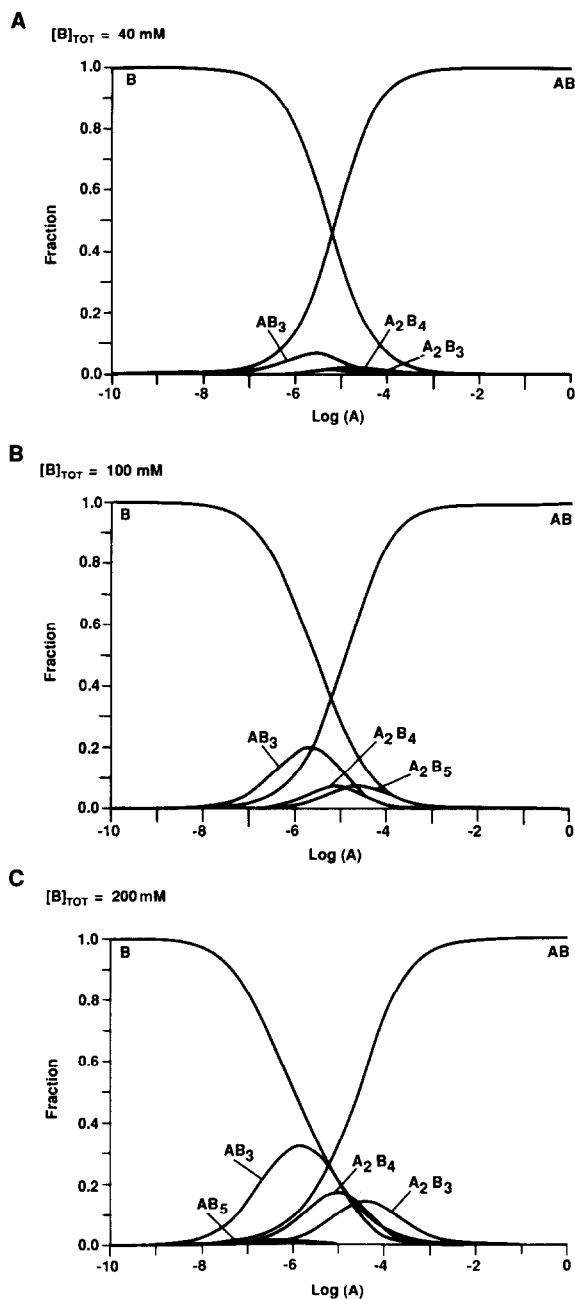 A
[B]TOT = 40 mM
1.0
B
AB
0.8
0.6
Fraction
0.4
0.2
AB3
A2B4
A2B3
0.0
-10 -8 -6 -4 -2 0
Log (A)
B
[B]TOT = 100 mM
1.0
B
AB
0.8
0.6
Fraction
0.4
0.2
AB3
A2B4
A2B5
0.0
-10 -8 -6 -4 -2 0
Log (A)
C
[B]TOT = 200 mM
1.0
B
AB
0.8
0.6
Fraction
0.4
AB3
A2B4
A2B3
0.2
AB5
0.0
-10 -8 -6 -4 -2 0
Log (A)